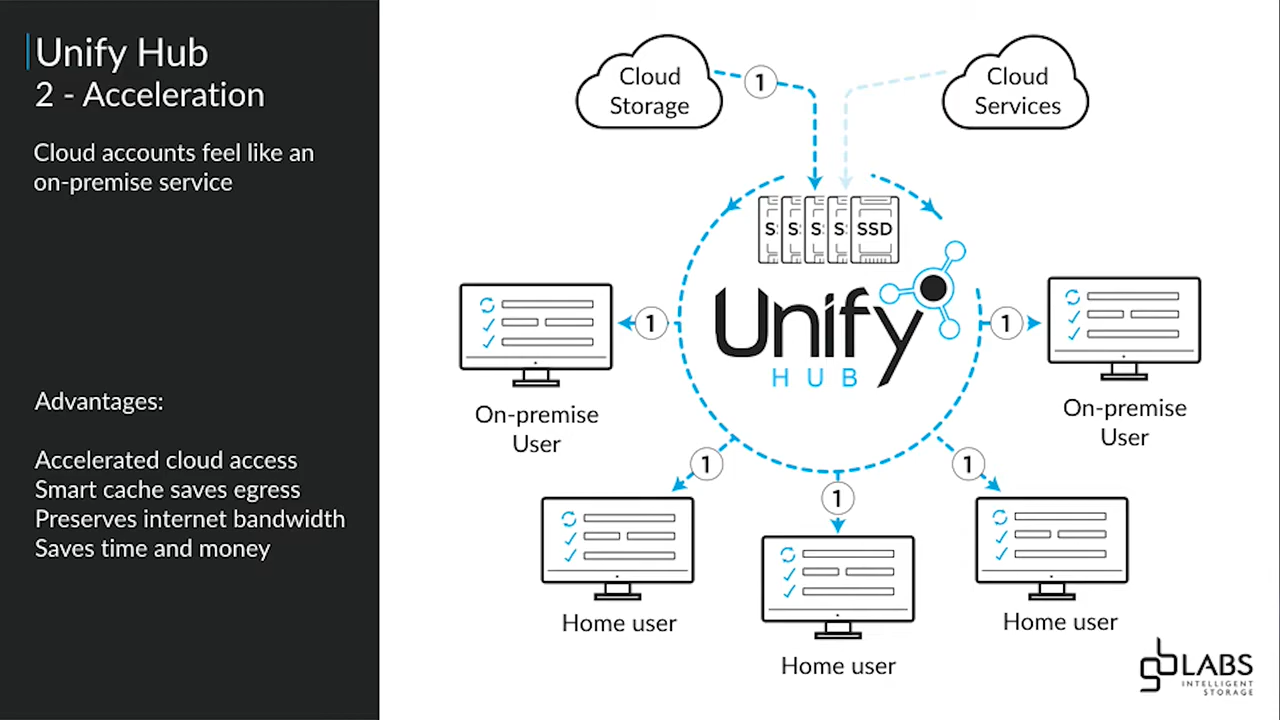 Unify Hub
2 - Acceleration
Cloud accounts feel like an
on-premise service
Advantages:
Accelerated cloud access
Smart cache saves egress
Preserves internet bandwidth
Saves time and money
Cloud
Storage
1
Cloud
Services
S: S: S: S: SSD
Unify
HUB
1
1
On-premise
User
On-premise
User
1
1
1
Home user
Home user
Home user
gb LABS
INTELLIGENT
STORAGE